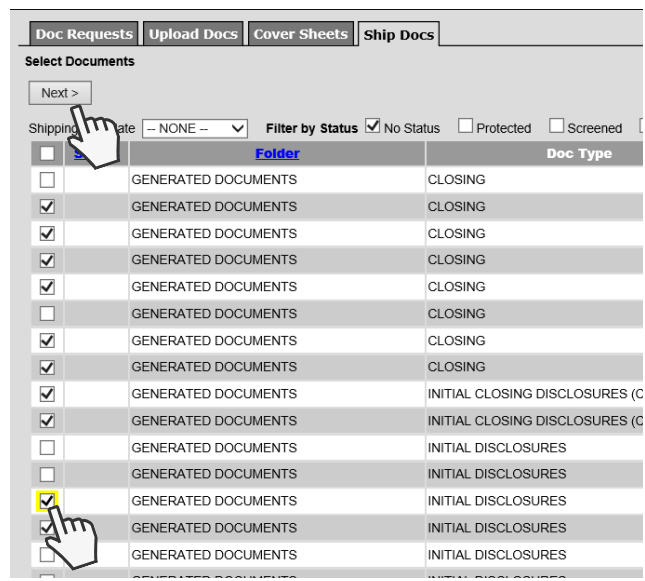 Doc Requests Upload Docs Cover Sheets Ship Docs
Select Documents
Next >
-- NONE -- Filter by Status No Status Protected Screened
Folder Doc Type
GENERATED DOCUMENTS CLOSING
GENERATED DOCUMENTS CLOSING
GENERATED DOCUMENTS CLOSING
GENERATED DOCUMENTS CLOSING
GENERATED DOCUMENTS CLOSING
GENERATED DOCUMENTS CLOSING
GENERATED DOCUMENTS CLOSING
GENERATED DOCUMENTS CLOSING
GENERATED DOCUMENTS INITIAL CLOSING DISCLOSURES (C
GENERATED DOCUMENTS INITIAL CLOSING DISCLOSURES (C
GENERATED DOCUMENTS INITIAL DISCLOSURES
GENERATED DOCUMENTS INITIAL DISCLOSURES
GENERATED DOCUMENTS INITIAL DISCLOSURES
GENERATED DOCUMENTS INITIAL DISCLOSURES
GENERATED DOCUMENTS INITIAL DISCLOSURES